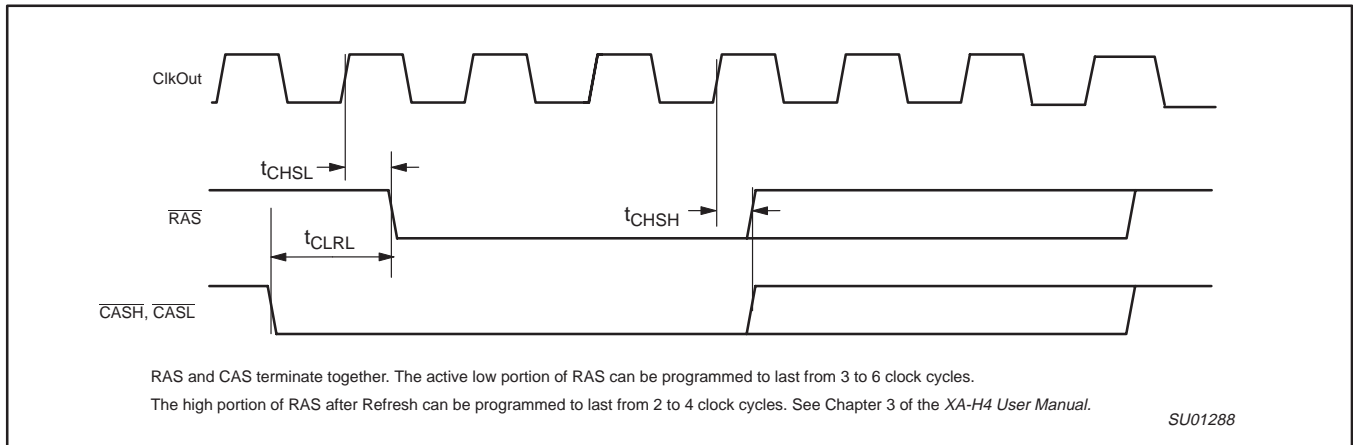 ClkOut
tCHSL
RAS
tCHSH
tCLRL
CASH, CASL
RAS and CAS terminate together. The active low portion of RAS can be programmed to last from 3 to 6 clock cycles.
The high portion of RAS after Refresh can be programmed to last from 2 to 4 clock cycles. See Chapter 3 of the XA-H4 User Manual.
SU01288